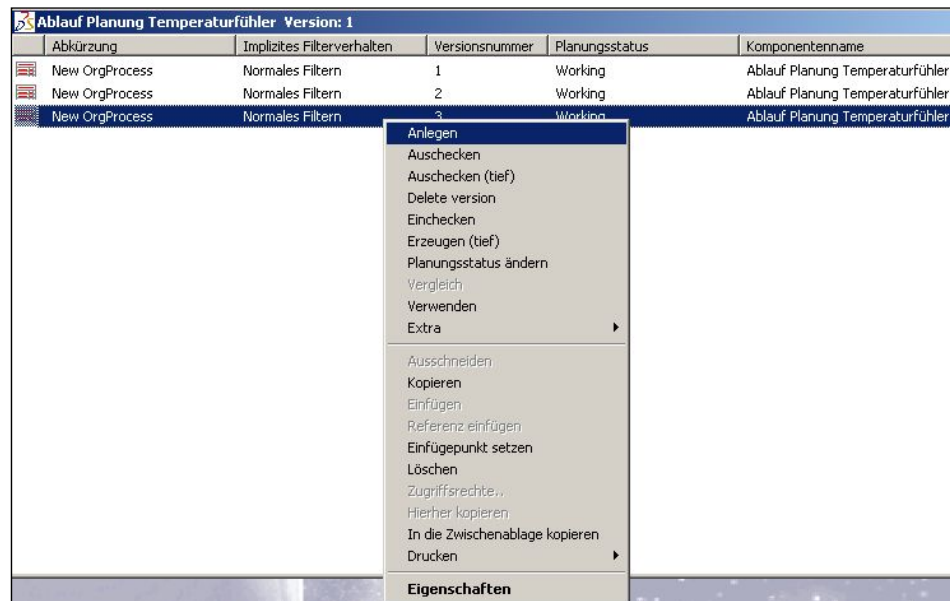 Ablauf Planung Temperaturfühler Version: 1
Abkürzung Implizites Filterverhalten Versionsnummer Planungsstatus Komponentenname
New OrgProcess Normales Filtern 1 Working Ablauf Planung Temperaturfühler
New OrgProcess Normales Filtern 2 Working Ablauf Planung Temperaturfühler
New OrgProcess Normales Filtern 3 Working Ablauf Planung Temperaturfühler
Anlegen
Auschecken
Auschecken (tief)
Delete version
Einchecken
Erzeugen (tief)
Planungsstatus ändern
Vergleich
Verwenden
Extra
Ausschneiden
Kopieren
Einfügen
Referenz einfügen
Einfügepunkt setzen
Löschen
Zugriffsrechte..
Hierher kopieren
In die Zwischenablage kopieren
Drucken
Eigenschaften